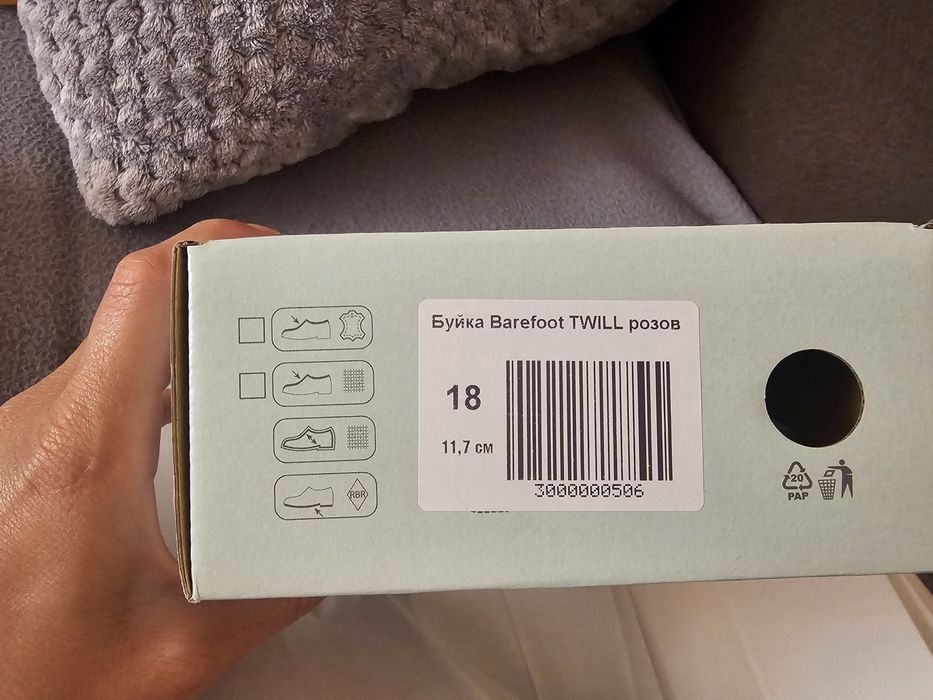 Буйка Barefoot TWILL розов
18
11,7 см
3000000506
RBR
20
PAP